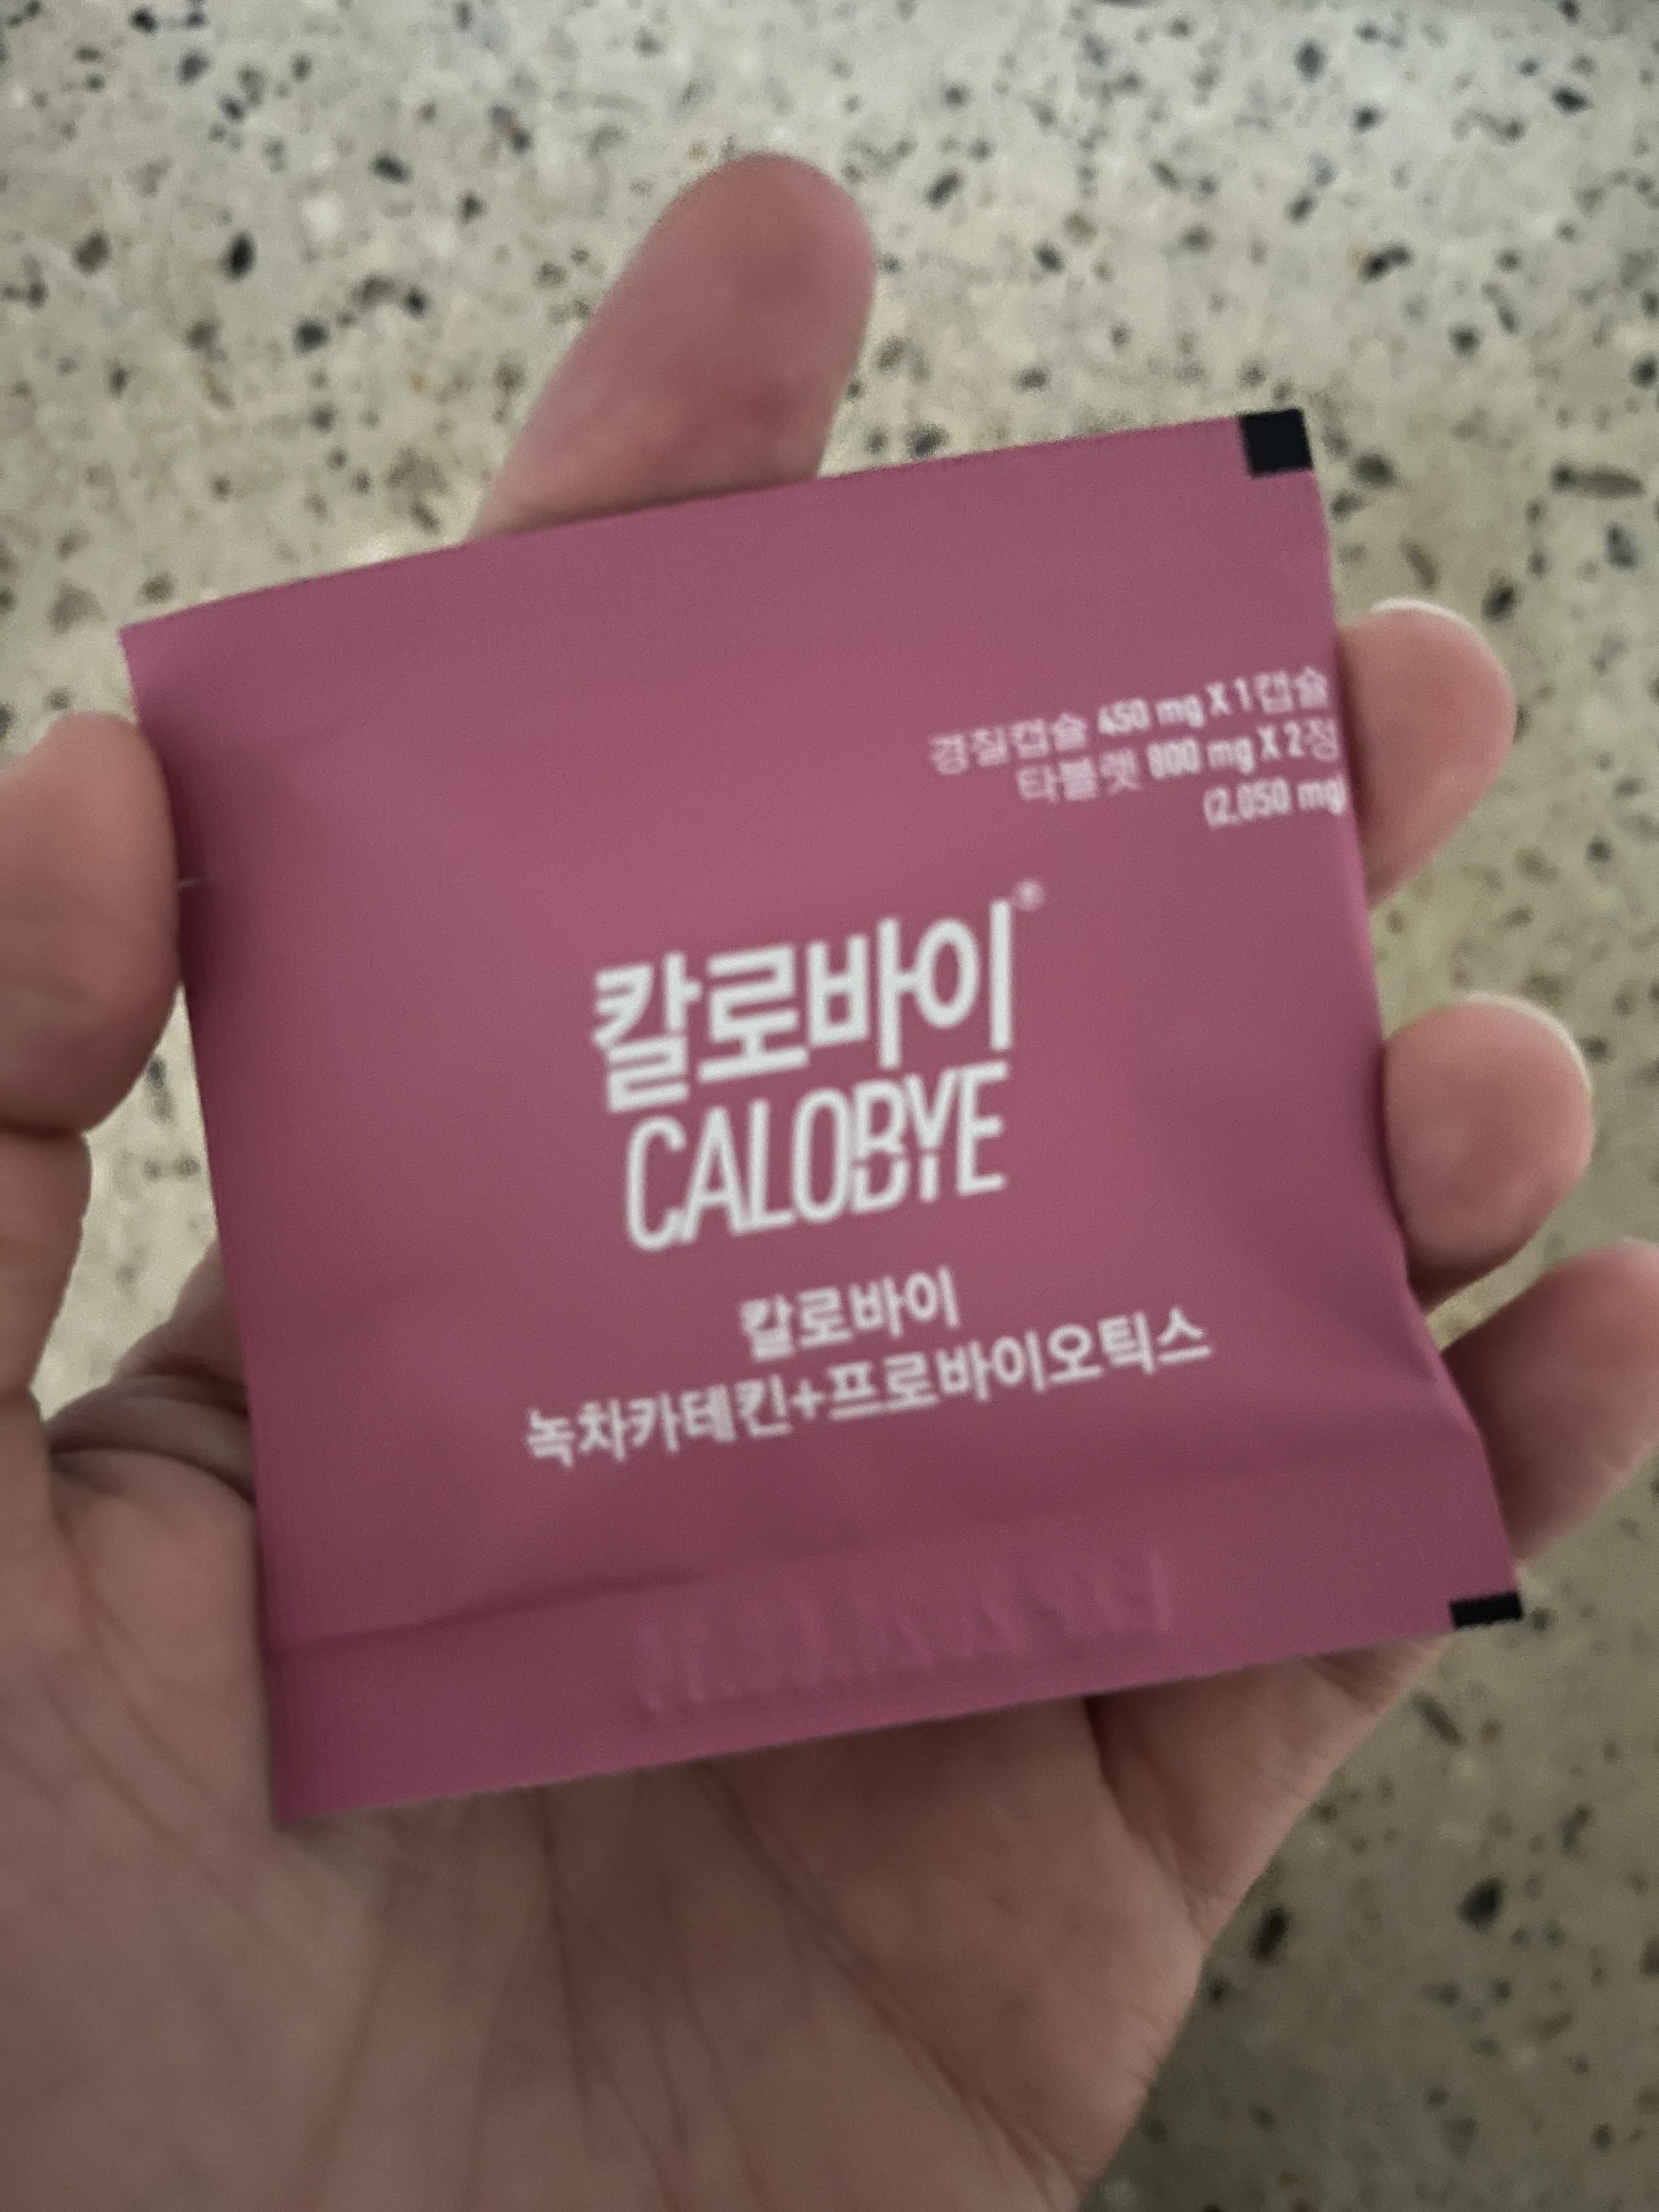 경질캡슐 450 mg X 1캡슐
타블렛 800 mg X 2정
(2,050 mg)
칼로바이®
CALOBYE
칼로바이
녹차카테킨+프로바이오틱스